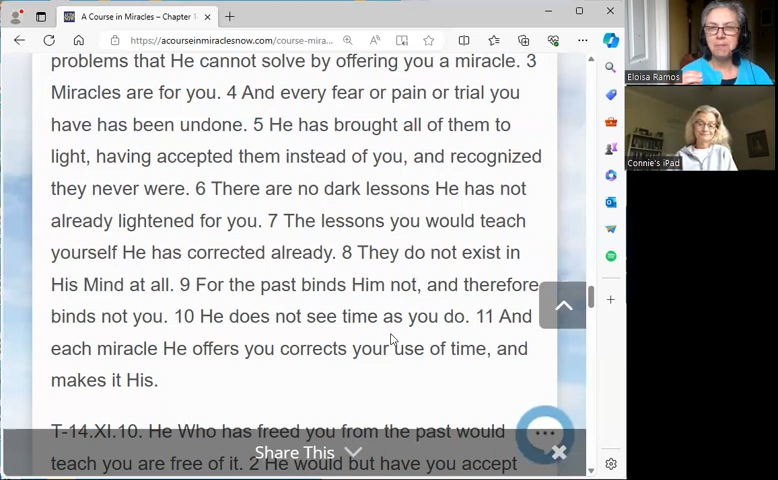 A Course in Miracles – Chapter 1
https://acourseinmiraclesnow.com/course-mira...
problems that He cannot solve by offering you a miracle. 3
Miracles are for you. 4 And every fear or pain or trial you
have has been undone. 5 He has brought all of them to
light, having accepted them instead of you, and recognized
they never were. 6 There are no dark lessons He has not
already lightened for you. 7 The lessons you would teach
yourself He has corrected already. 8 They do not exist in
His Mind at all. 9 For the past binds Him not, and therefore
binds not you. 10 He does not see time as you do. 11 And
each miracle He offers you corrects your use of time, and
makes it His.
T-14.XI.10. He Who has freed you from the past would
teach you are free of it. 2 He would but have you accept
Share This
Eloisa Ramos
Connie's iPad